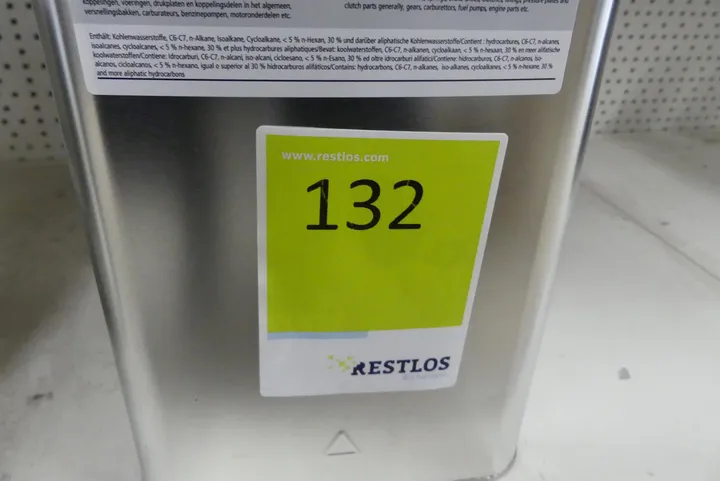 koppelingen, voeringen, drukplaten en koppelingsdelen in het algemeen,
versnellingsbakken, carburateurs, benzinepompen, motoronderdelen etc.
clutch parts generally, gears, carburettors, fuel pumps, engine parts etc.
Enthält: Kohlenwasserstoffe, C6-C7, n-Alkane, Isoalkane, Cycloalkane, < 5 % n-Hexan, 30 % und darüber aliphatische Kohlenwasserstoffe/Contient : hydrocarbures, C6-C7, n-alkanes,
isoalcanes, cycloalcanes, < 5 % n-hexane, 30 % et plus hydrocarbures aliphatiques/Bevat: koolwaterstoffen, C6-C7, n-alkanen, cycloalkaan, < 5 % n-hexaan, 30 % en meer alifatische
koolwaterstoffen/Contiene: idrocarburi, C6-C7, n-alcani, iso-alcani, cicloesano, < 5 % n-Esano, 30 % ed oltre idrocarburi alifatici/Contiene: hidrocarburos, C6-C7, n-alcanos, iso-
alcanos, cicloalcanos, < 5 % n-hexano, igual o superior al 30 % hidrocarburos alifáticos/Contains: hydrocarbons, C6-C7, n-alkanes, iso-alkanes, cycloalkanes, < 5 % n-hexane, 30 %
and more aliphatic hydrocarbons
www.restlos.com
132
RESTLOS